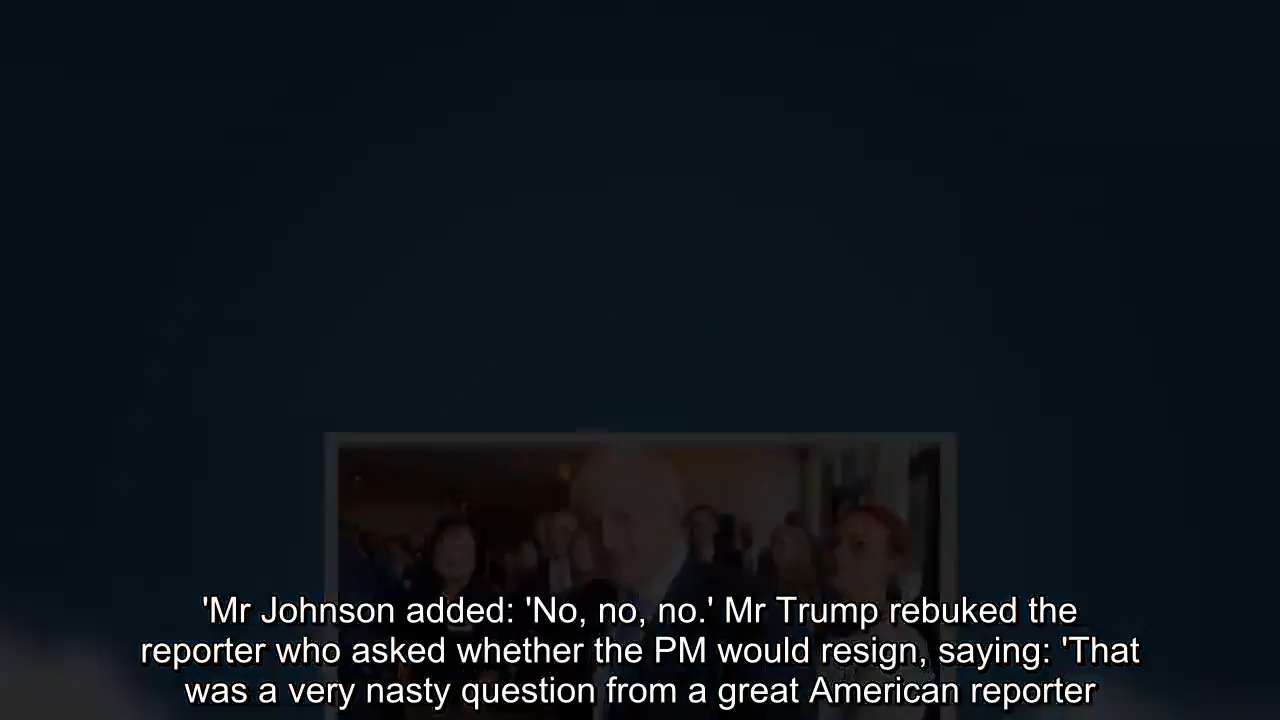 'Mr Johnson added: 'No, no, no.' Mr Trump rebuked the
reporter who asked whether the PM would resign, saying: 'That
was a very nasty question from a great American reporter